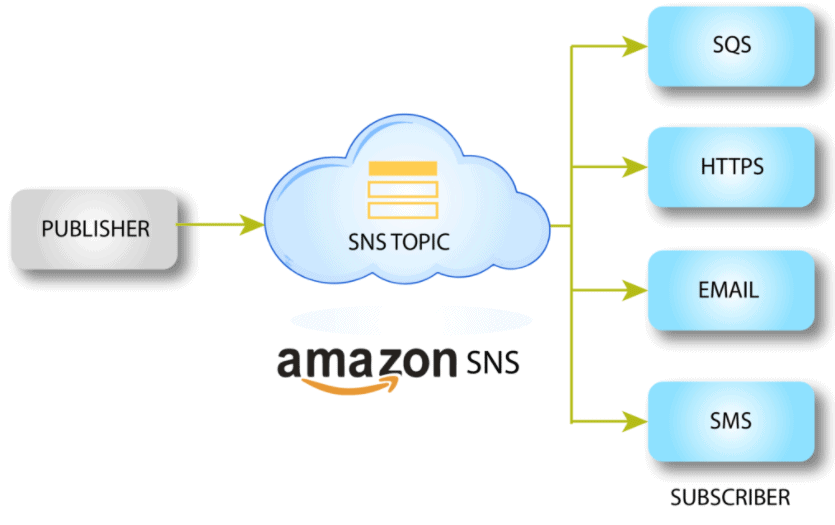 PUBLISHER
SNS TOPIC
amazon SNS
SQS
HTTPS
EMAIL
SMS
SUBSCRIBER